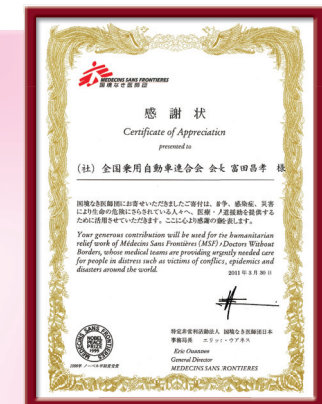 MEDECINS SANS FRONTIERES
国境なき医師団
感謝状
Certificate of Appreciation
presented to
(社) 全国乗用自動車連合会 会長 富田昌孝 様
国境なき医師団にお寄せいただきましたご寄付は、紛争、感染症、災害
により生命の危険にさらされている人々へ、医療・人道援助を提供する
ために活用させていただきます。ここに心より感謝の意を表します。
Your generous contribution will be used for the humanitarian
relief work of Médecins Sans Frontières (MSF) / Doctors Without
Borders, whose medical teams are providing urgently needed care
for people in distress such as victims of conflics, epidemics and
disasters around the world.
2011年3月30日
MEDECINS SANS FRONTIERES
NOBEL PEACE PRIZE 1999
1999年 ノーベル平和賞受賞
特定非営利活動法人 国境なき医師団日本
事務局長 エリック・ウアネス
Eric Ouannes
General Director
MEDECINS SANS FRONTIERES